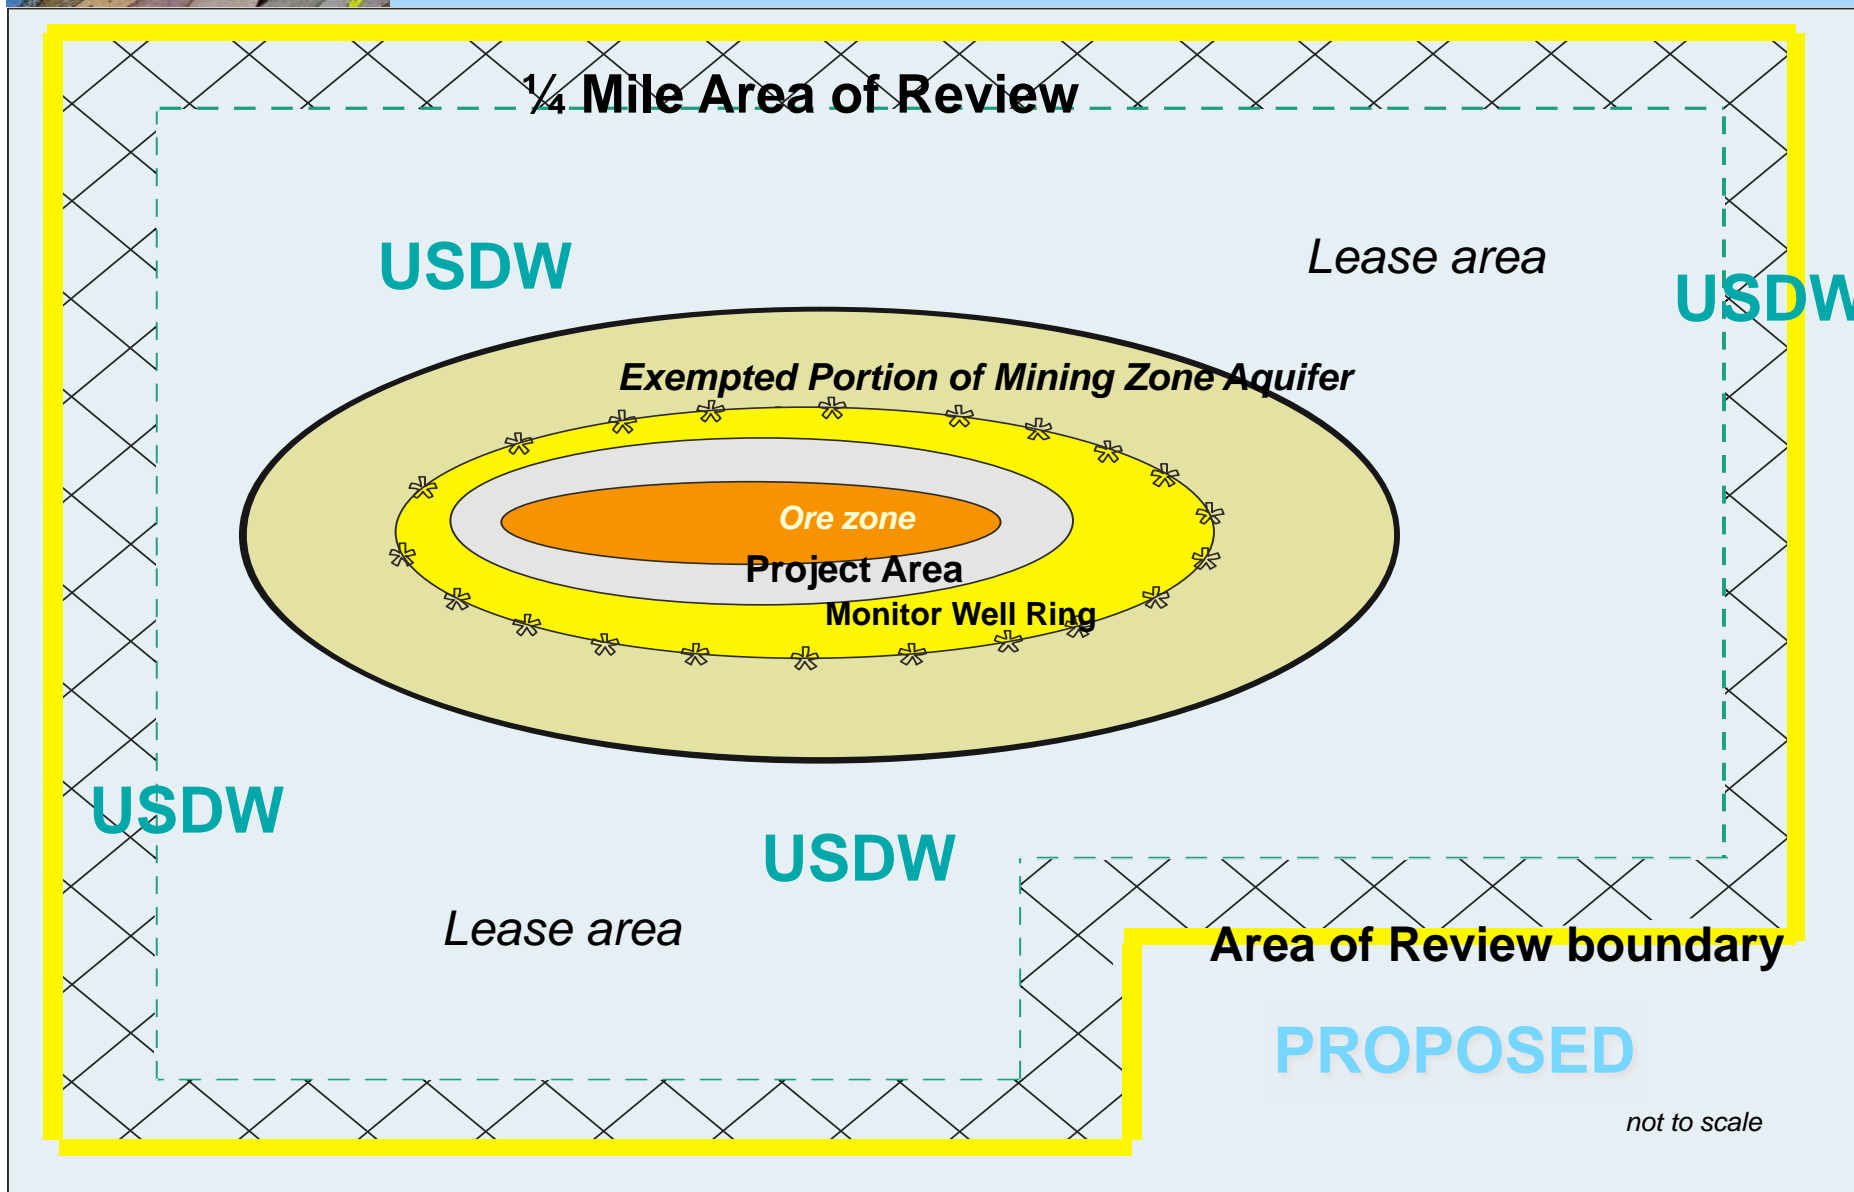 ¼ Mile Area of Review
USDW
Lease area
USDW
Exempted Portion of Mining Zone Aquifer
Ore zone
Project Area
Monitor Well Ring
USDW
USDW
Lease area
Area of Review boundary
PROPOSED
not to scale